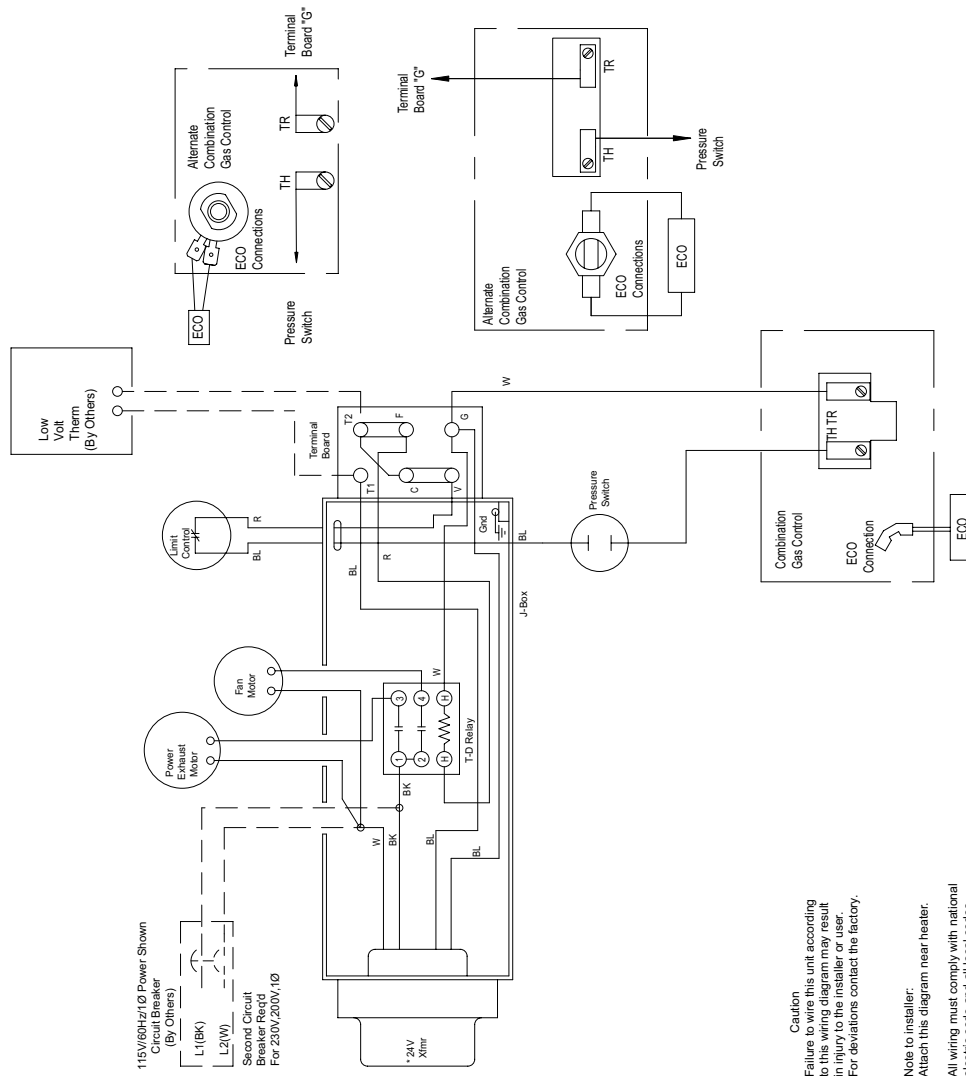 115V/60Hz/1Ø Power Shown
Circuit Breaker
(By Others)
L1(BK)
L2(W)
Second Circuit
Breaker Req'd
For 230V,200V,1Ø
* 24V
Xfmr
Power
Exhaust
Motor
Fan
Motor
Limit
Control
BL
R
Low
Volt
Therm
(By Others)
Terminal
Board
T1
T2
C
F
V
G
W
BK
BK
BL
BL
1
2
3
4
H
H
T-D Relay
W
BL
R
Gnd
BL
J-Box
Pressure
Switch
W
ECO
ECO
Connections
Alternate
Combination
Gas Control
TH
TR
Pressure
Switch
Terminal
Board "G"
Alternate
Combination
Gas Control
ECO
Connections
ECO
TH
TR
Terminal
Board "G"
Pressure
Switch
Combination
Gas Control
ECO
Connection
ECO
TH TR
Caution
Failure to wire this unit according
to this wiring diagram may result
in injury to the installer or user.
For deviations contact the factory.
Note to installer:
Attach this diagram near heater.
All wiring must comply with national